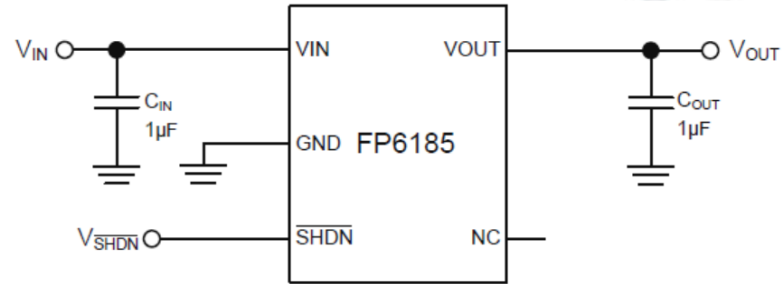 VIN
VIN
VOUT
VOUT
CIN
1µF
COUT
1µF
GND
FP6185
VSHDN
SHDN
NC